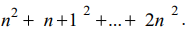 n² + n+1 ² +...+ 2n ².